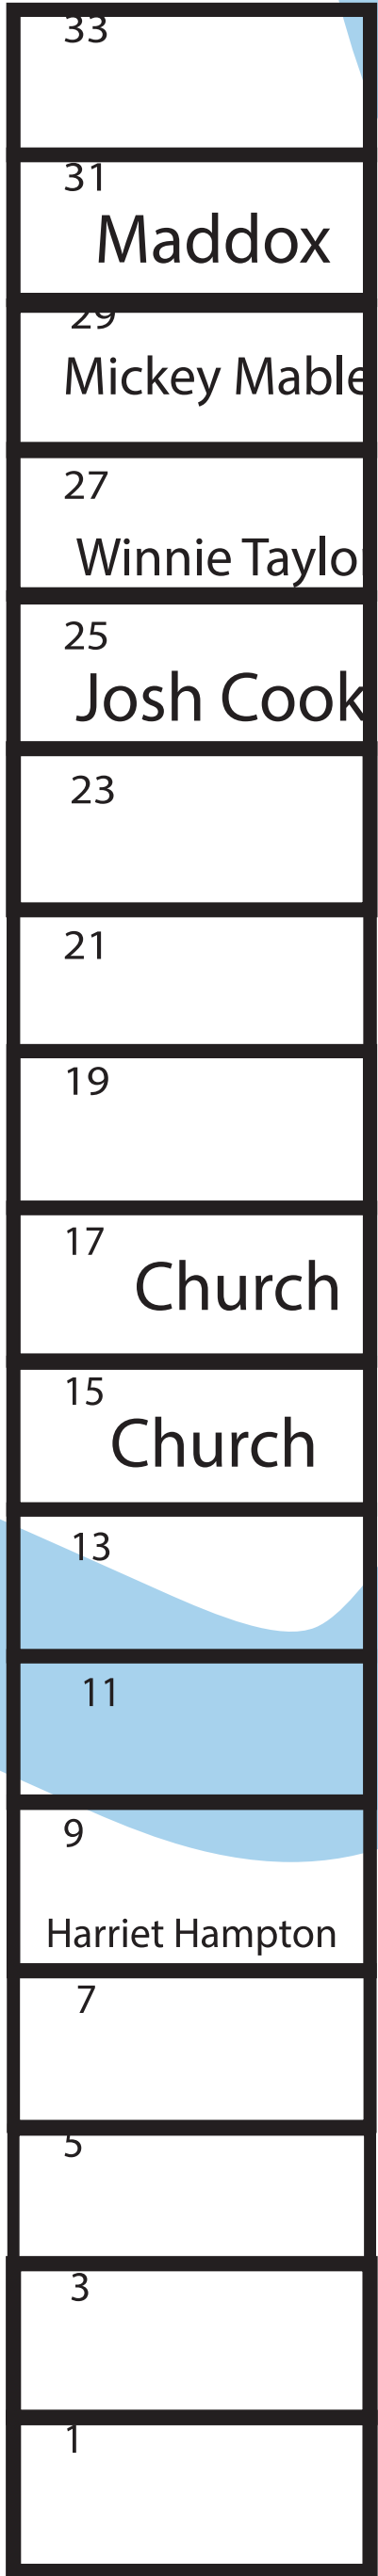 33
31
Maddox
29
Mickey Mable
27
Winnie Taylo
25
Josh Cook
23
21
19
17
Church
15
Church
13
11
9
Harriet Hampton
7
5
3
1